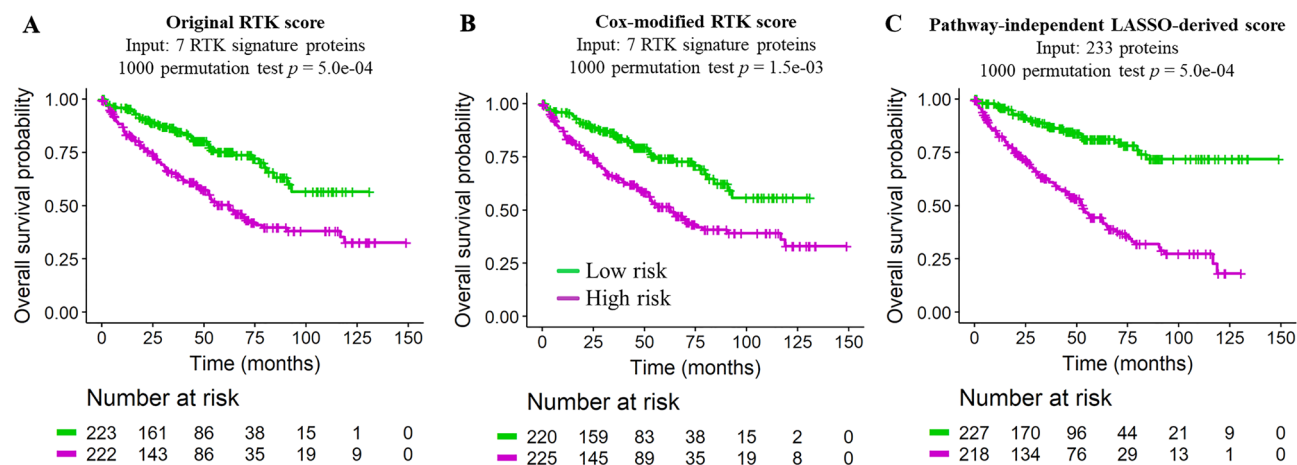 A
Original RTK score
Input: 7 RTK signature proteins
1000 permutation test p = 5.0e-04
Overall survival probability
1.00
0.75
0.50
0.25
0.00
0 25 50 75 100 125 150
Time (months)
Number at risk
223 161 86 38 15 1 0
222 143 86 35 19 9 0
B
Cox-modified RTK score
Input: 7 RTK signature proteins
1000 permutation test p = 1.5e-03
Overall survival probability
1.00
0.75
0.50
0.25
0.00
Low risk
High risk
0 25 50 75 100 125 150
Time (months)
Number at risk
220 159 83 38 15 2 0
225 145 89 35 19 8 0
C
Pathway-independent LASSO-derived score
Input: 233 proteins
1000 permutation test p = 5.0e-04
Overall survival probability
1.00
0.75
0.50
0.25
0.00
0 25 50 75 100 125 150
Time (months)
Number at risk
227 170 96 44 21 9 0
218 134 76 29 13 1 0